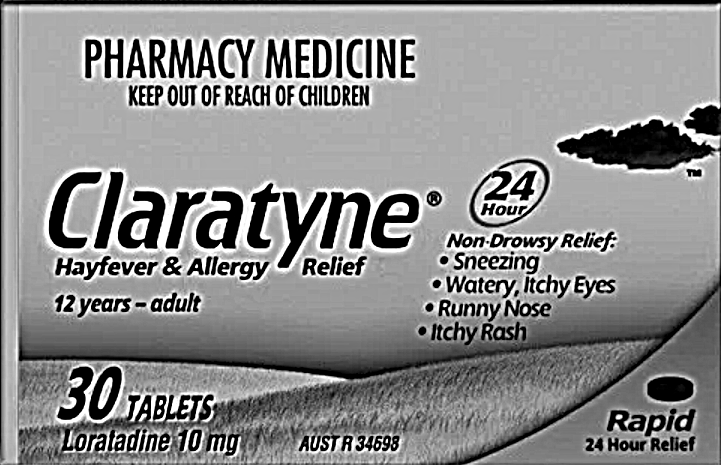 PHARMACY MEDICINE
KEEP OUT OF REACH OF CHILDREN
Claratyne®
Hayfever & Allergy Relief
12 years – adult
24
Hour
Non-Drowsy Relief:
• Sneezing
• Watery, Itchy Eyes
• Runny Nose
• Itchy Rash
TM
30 TABLETS
Loratadine 10 mg
AUST R 34698
Rapid
24 Hour Relief